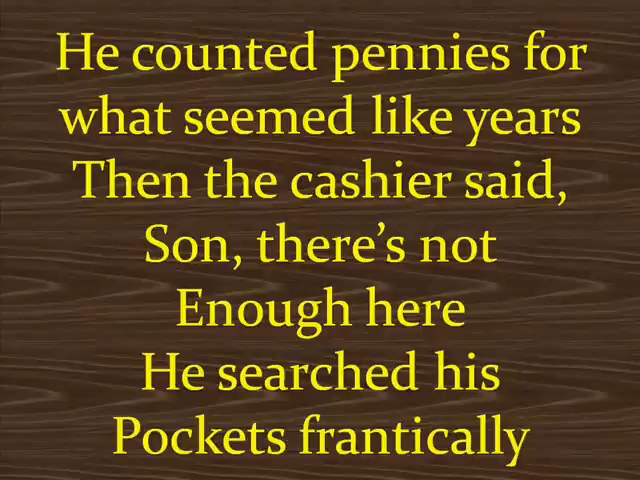 He counted pennies for
what seemed like years
Then the cashier said,
Son, there’s not
Enough here
He searched his
Pockets frantically